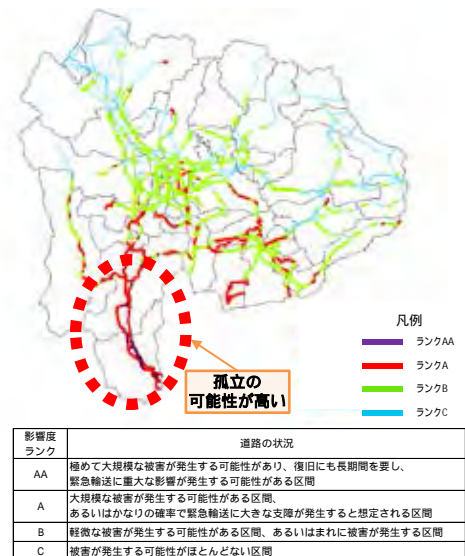 凡例
ランクAA
ランクA
ランクB
ランクC
孤立の
可能性が高い
影響度
ランク
道路の状況
AA
極めて大規模な被害が発生する可能性があり、復旧にも長期間を要し、
緊急輸送に重大な影響が発生する可能性がある区間
A
大規模な被害が発生する可能性がある区間、
あるいはかなりの確率で緊急輸送に大きな支障が発生すると想定される区間
B
軽微な被害が発生する可能性がある区間、あるいはまれに被害が発生する区間
C
被害が発生する可能性がほとんどない区間